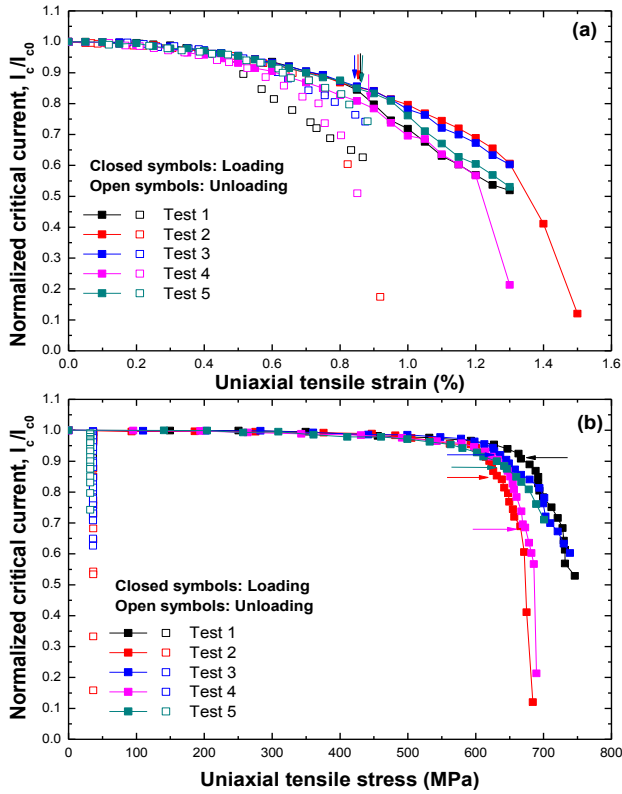 (a)
Normalized critical current, Ic/Ic0
1.1
1.0
0.9
0.8
0.7
0.6
0.5
0.4
0.3
0.2
0.1
0.0
Closed symbols: Loading
Open symbols: Unloading
Test 1
Test 2
Test 3
Test 4
Test 5
0.0 0.2 0.4 0.6 0.8 1.0 1.2 1.4 1.6
Uniaxial tensile strain (%)
(b)
Normalized critical current, Ic/Ic0
1.1
1.0
0.9
0.8
0.7
0.6
0.5
0.4
0.3
0.2
0.1
0.0
Closed symbols: Loading
Open symbols: Unloading
Test 1
Test 2
Test 3
Test 4
Test 5
0 100 200 300 400 500 600 700 800
Uniaxial tensile stress (MPa)